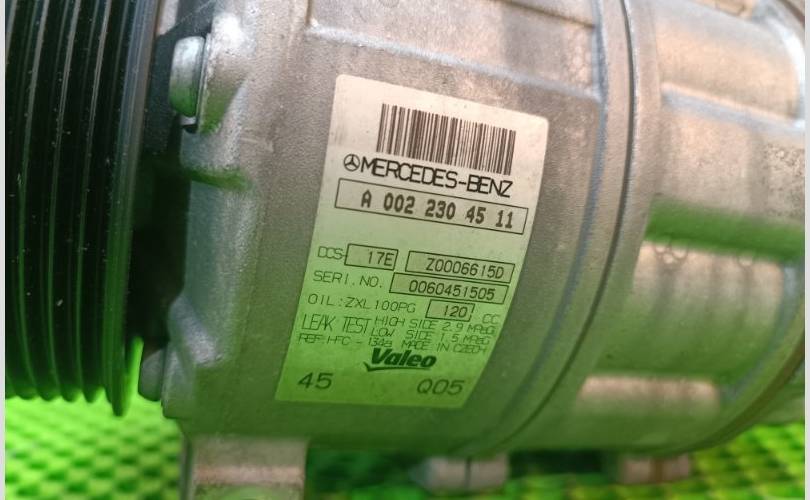 MERCEDES-BENZ
A 002 230 45 11
DCS- 17E Z0006615D
SERI.NO. 0060451505
OIL:ZXL100PG 120 CC
LEAK TEST HIGH SIDE 2.9 MPaG
LOW SIDE 1.5 MPaG
REF:HFC-134a MADE IN CZECH
Valeo
45 Q05